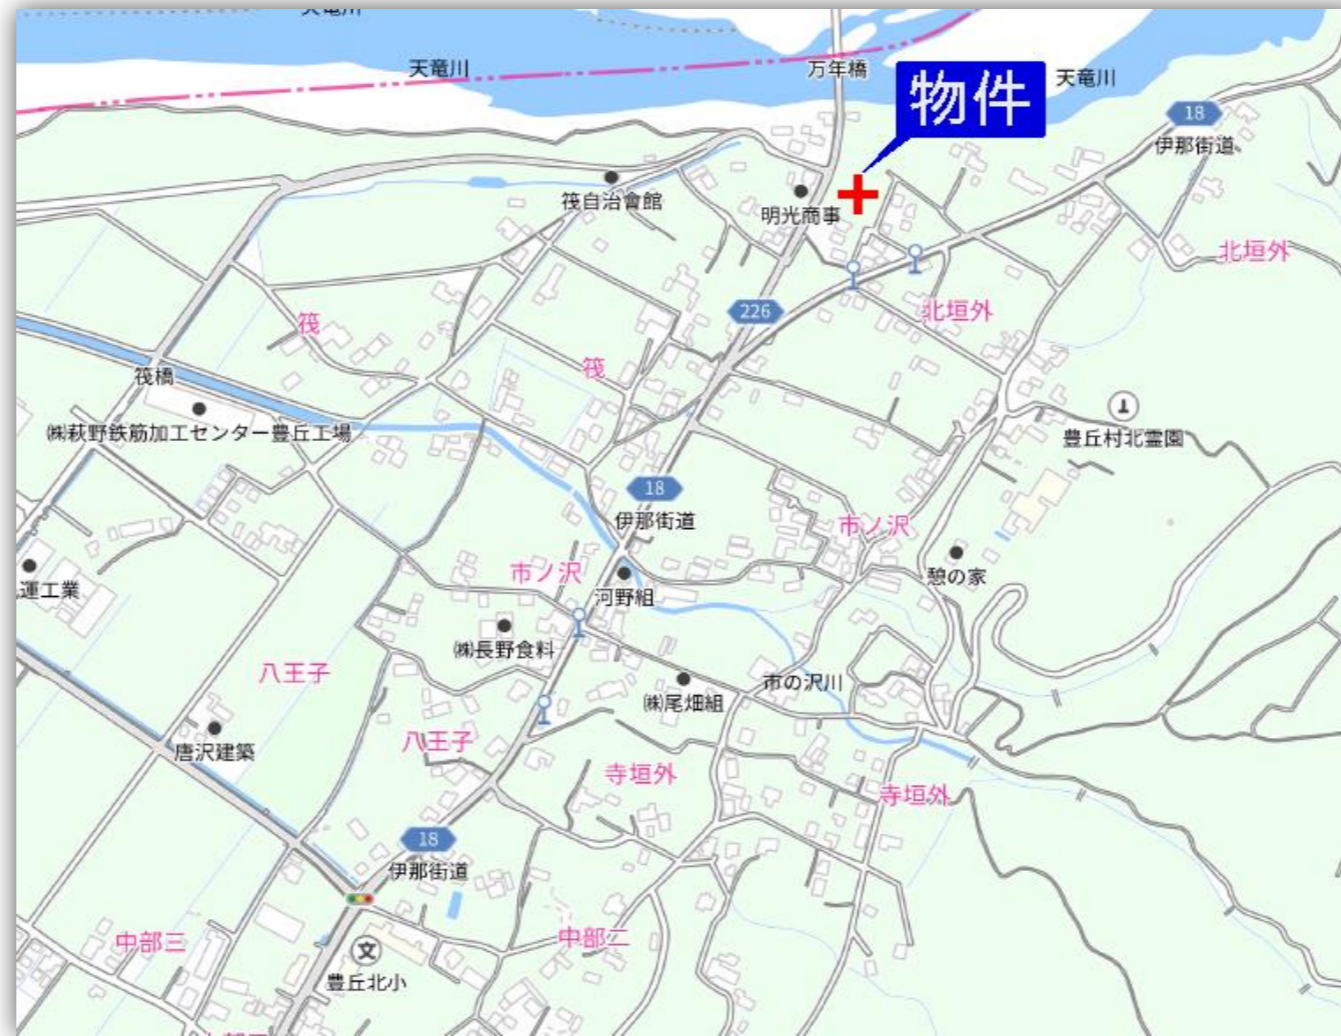 天竜川
天竜川
万年橋
物件
天竜川
18
伊那街道
筏自治會館
明光商事
北垣外
226
北垣外
筏
筏
筏橋
㈱萩野鉄筋加工センター豊丘工場
豊丘村北霊園
18
伊那街道
市ノ沢
市ノ沢
憩の家
運工業
河野組
㈱長野食料
八王子
㈱尾畑組
市の沢川
唐沢建築
八王子
寺垣外
寺垣外
18
伊那街道
中部三
中部二
文
豊丘北小